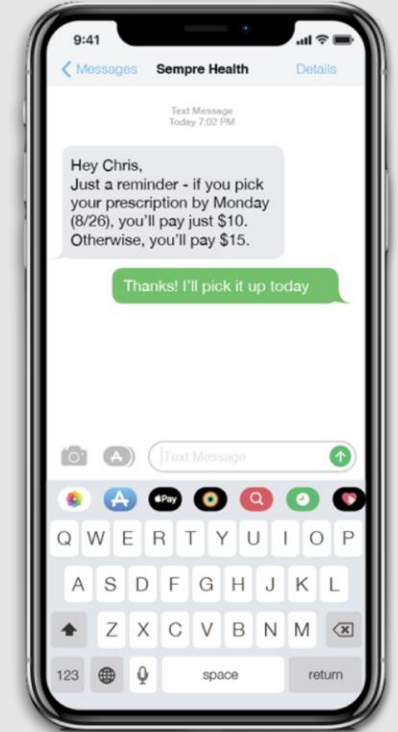 9:41
Messages
Sempre Health
Details
Text Message
Today 7:02 PM
Hey Chris,
Just a reminder - if you pick
your prescription by Monday
(8/26), you'll pay just $10.
Otherwise, you'll pay $15.
Thanks! I'll pick it up today
Text Message
Pay
Q W E R T Y U I O P
A S D F G H J K L
Z X C V B N M
123
space
return